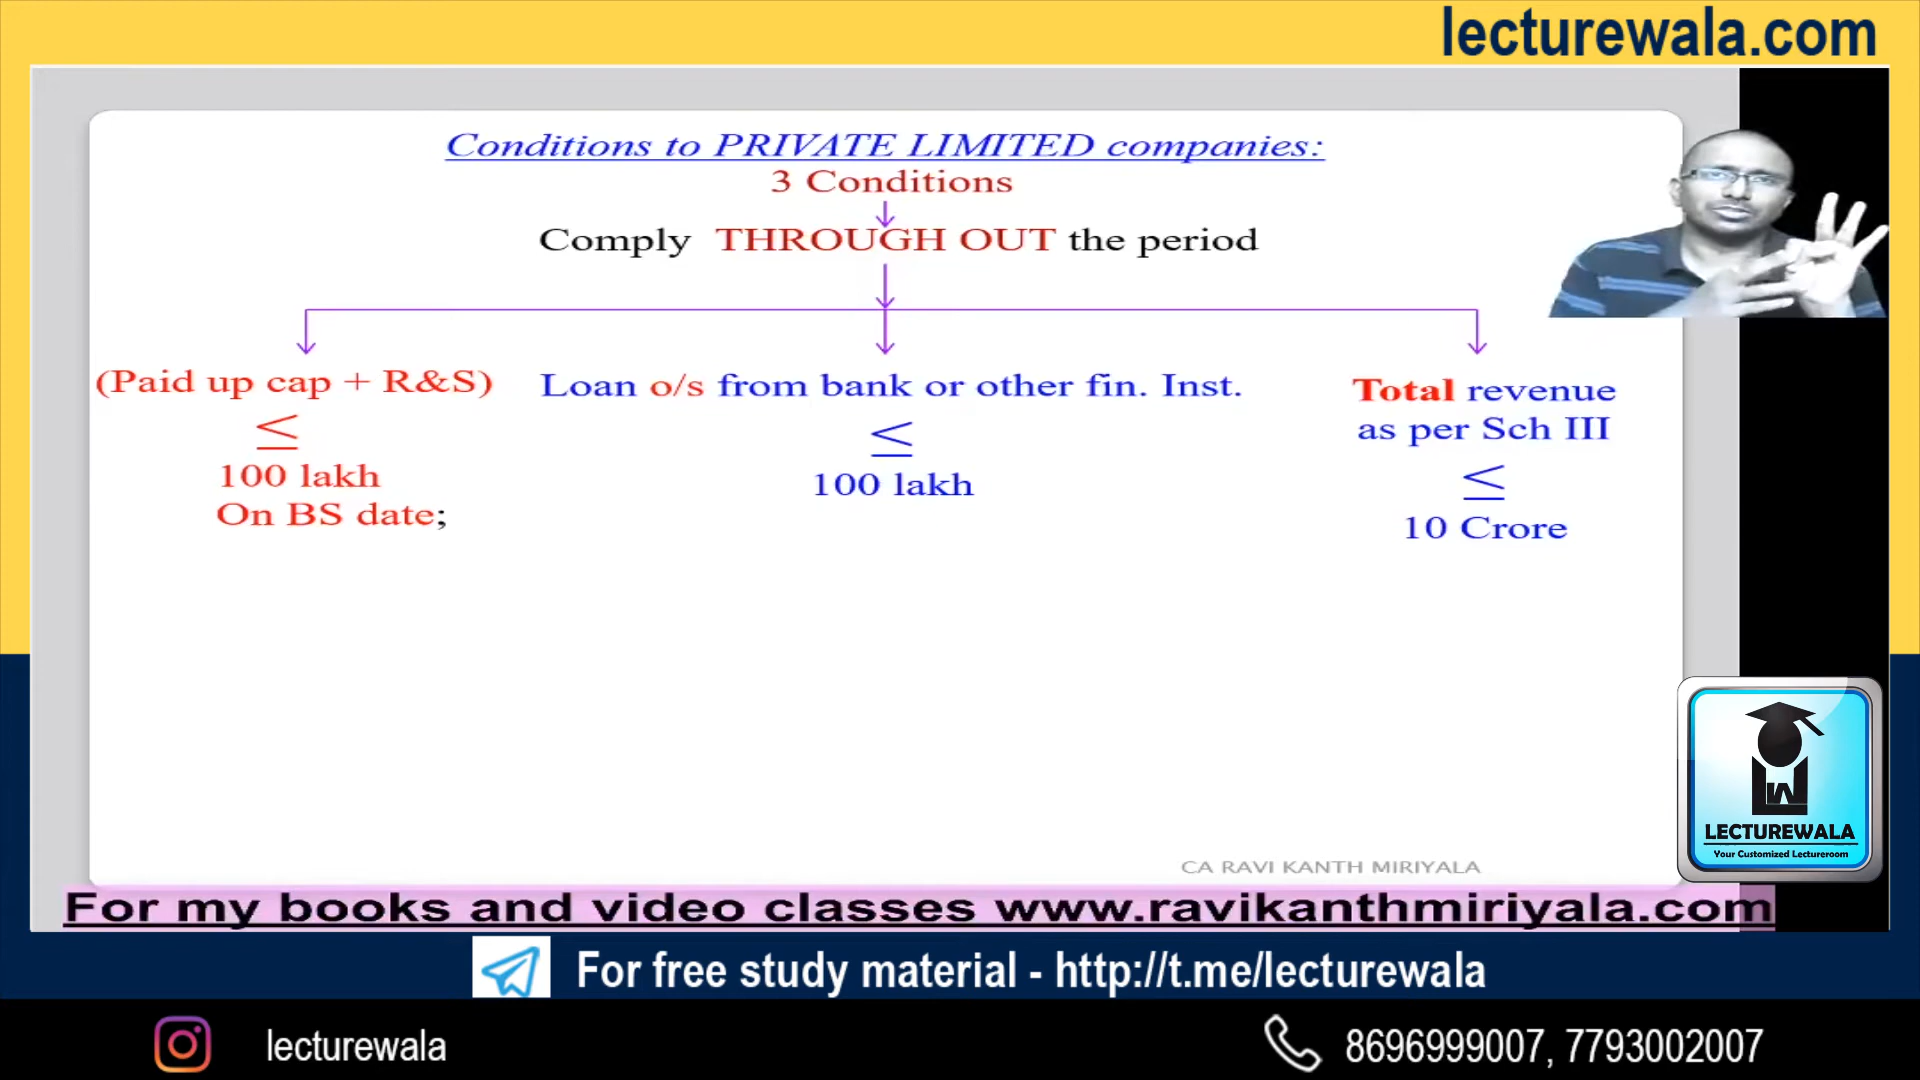 lecturewala.com
Conditions to PRIVATE LIMITED companies:
3 Conditions
Comply THROUGH OUT the period
(Paid up cap + R&S)
≤
100 lakh
On BS date;
Loan o/s from bank or other fin. Inst.
≤
100 lakh
Total revenue
as per Sch III
≤
10 Crore
LECTUREWALA
Your Customized Lectureroom
CA RAVI KANTH MIRIYALA
For my books and video classes www.ravikanthmiriyala.com
For free study material - http://t.me/lecturewala
lecturewala
8696999007, 7793002007